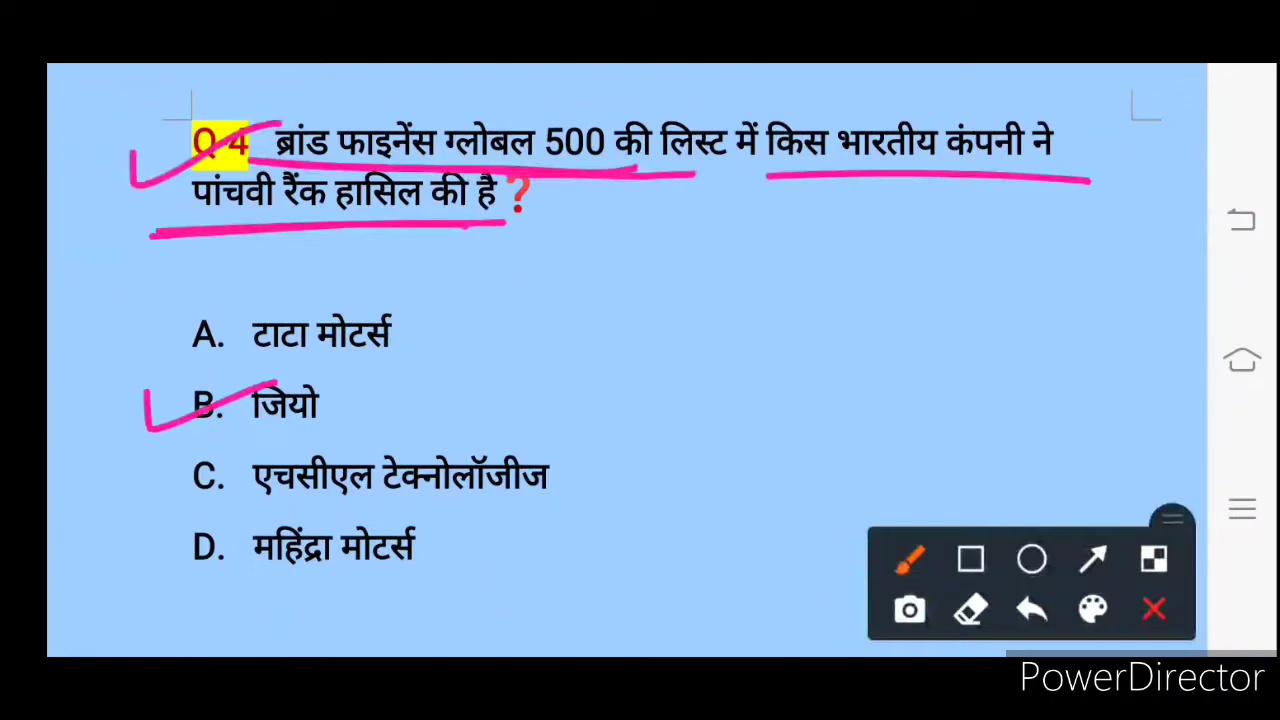 Q 4 ब्रांड फाइनेंस ग्लोबल 500 की लिस्ट में किस भारतीय कंपनी ने
पांचवी रैंक हासिल की है❓
A. टाटा मोटर्स
B. जियो
C. एचसीएल टेक्नोलॉजीज
D. महिंद्रा मोटर्स
PowerDirector